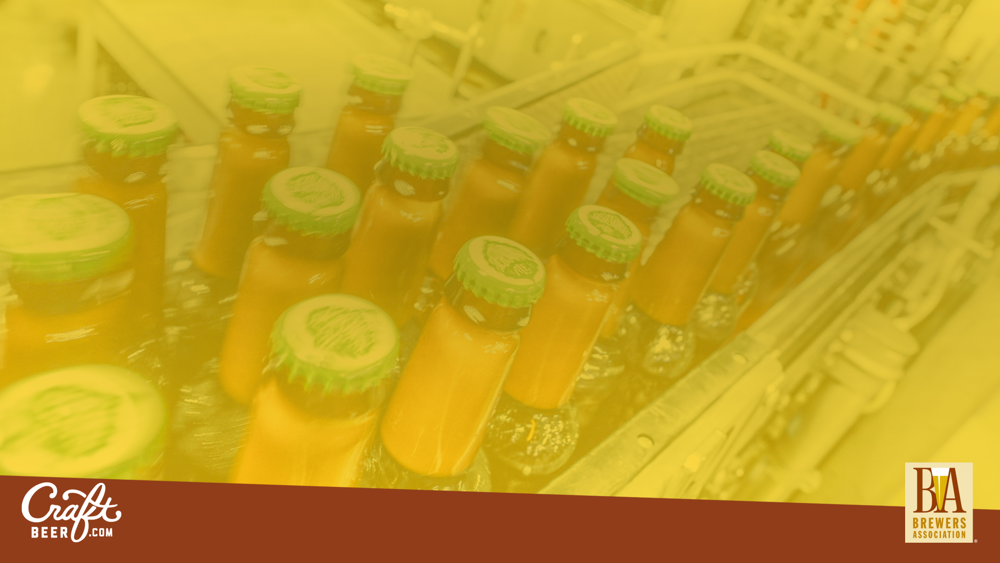 Craft
BEER.COM
BA
BREWERS
ASSOCIATION
®